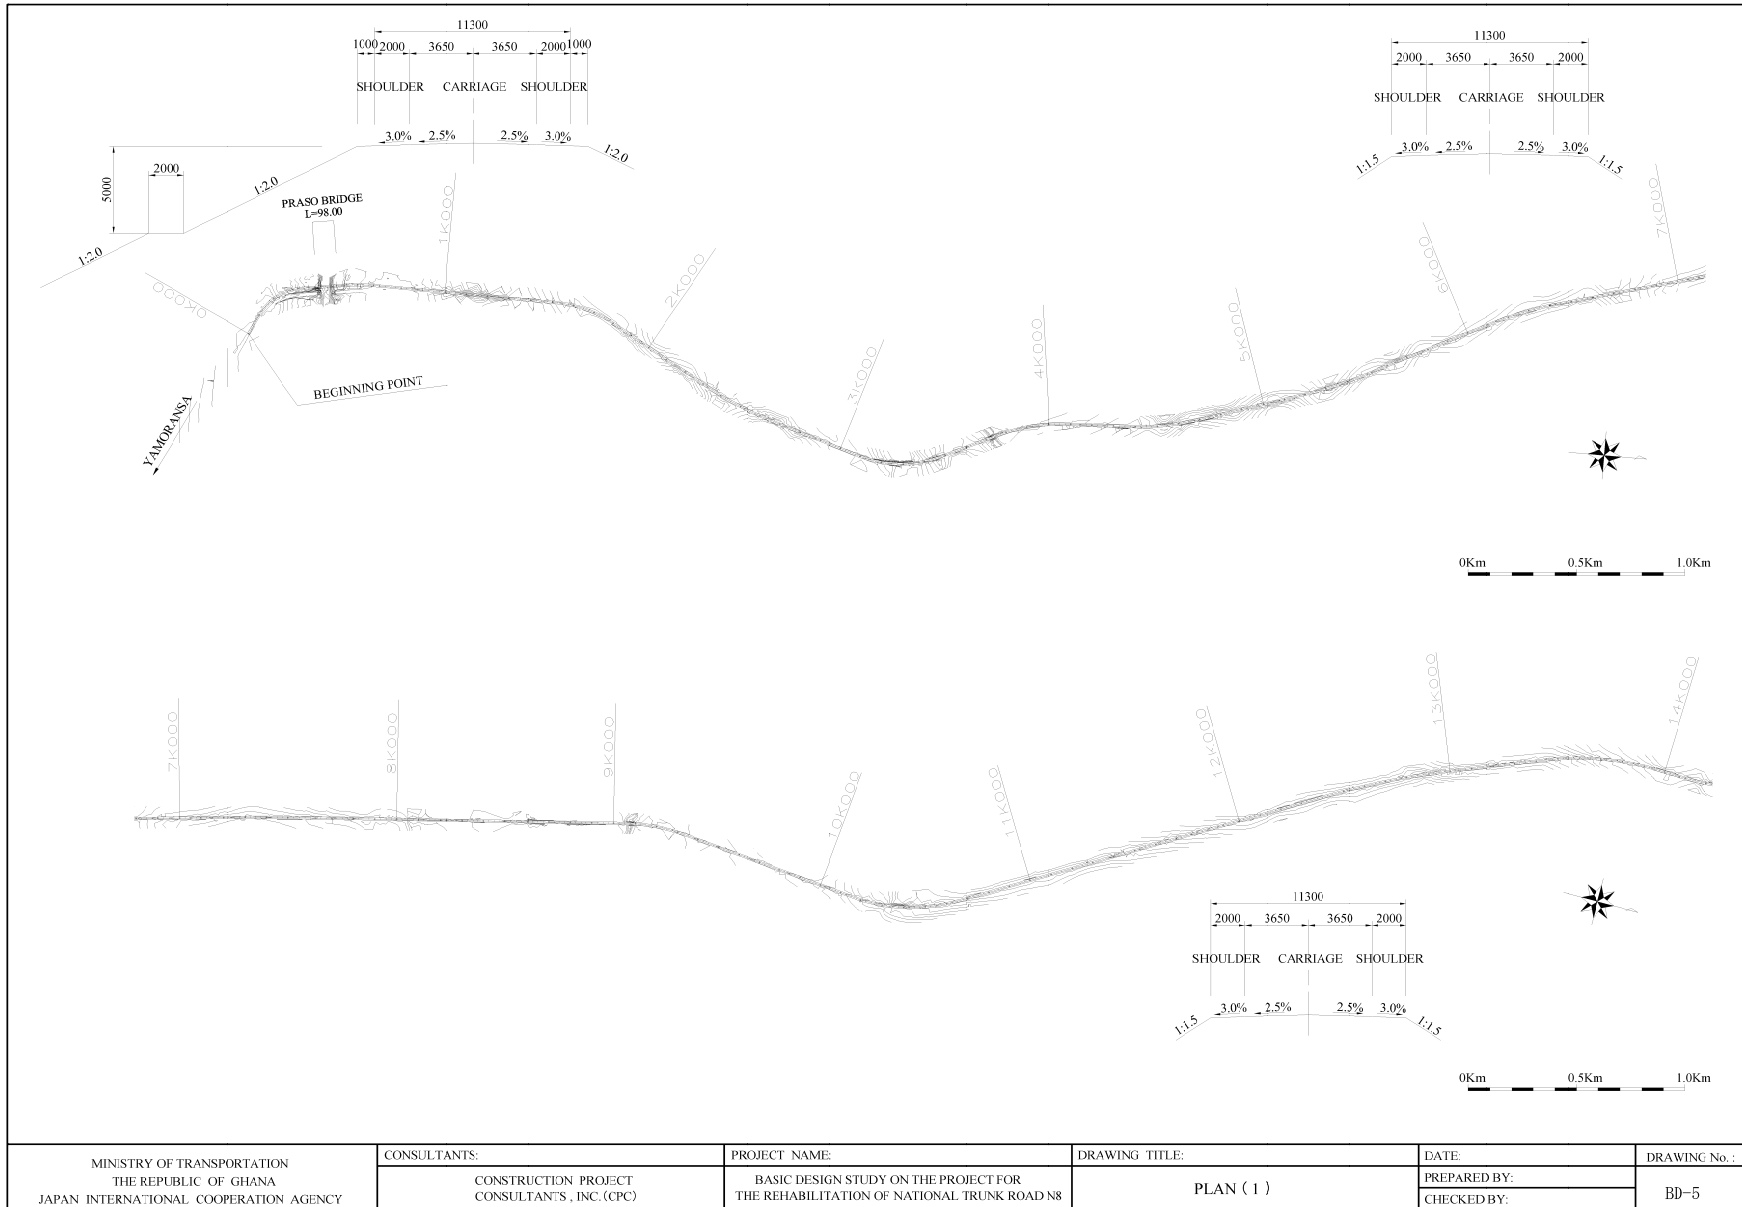 11300
1000 2000 3650 3650 2000 1000
SHOULDER CARRIAGE SHOULDER
3.0% 2.5% 2.5% 3.0%
1:2.0
1:2.0
1:2.0
5000
2000
PRASO BRIDGE
L=98.00
11300
2000 3650 3650 2000
SHOULDER CARRIAGE SHOULDER
3.0% 2.5% 2.5% 3.0%
1:1.5
1:1.5
0K000
1K000
2K000
3K000
4K000
5K000
6K000
7K000
BEGINNING POINT
YAMORANSA
0Km 0.5Km 1.0Km
7K000
8K000
9K000
10K000
11K000
12K000
13K000
14K000
11300
2000 3650 3650 2000
SHOULDER CARRIAGE SHOULDER
3.0% 2.5% 2.5% 3.0%
1:1.5
1:1.5
0Km 0.5Km 1.0Km
MINISTRY OF TRANSPORTATION
THE REPUBLIC OF GHANA
JAPAN INTERNATIONAL COOPERATION AGENCY
CONSULTANTS:
CONSTRUCTION PROJECT
CONSULTANTS , INC.(CPC)
PROJECT NAME:
BASIC DESIGN STUDY ON THE PROJECT FOR
THE REHABILITATION OF NATIONAL TRUNK ROAD N8
DRAWING TITLE:
PLAN ( 1 )
DATE:
PREPARED BY:
CHECKED BY:
DRAWING No. :
BD-5